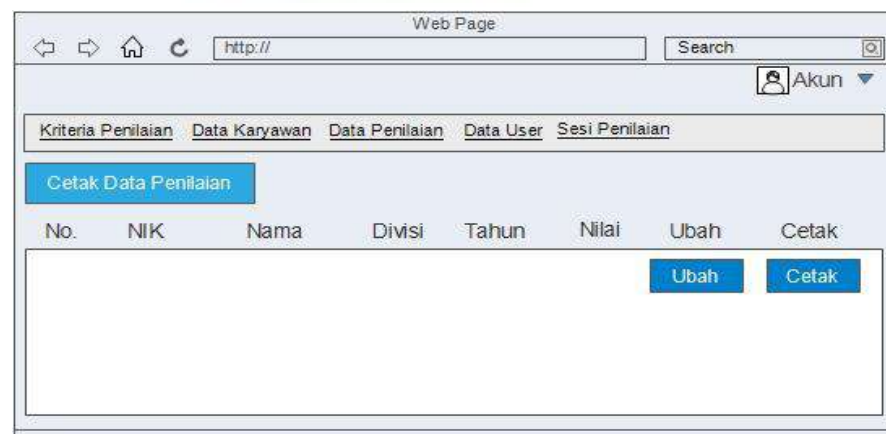 Web Page
http://
Search
Akun
Kriteria Penilaian Data Karyawan Data Penilaian Data User Sesi Penilaian
Cetak Data Penilaian
No. NIK Nama Divisi Tahun Nilai Ubah Cetak
Ubah Cetak